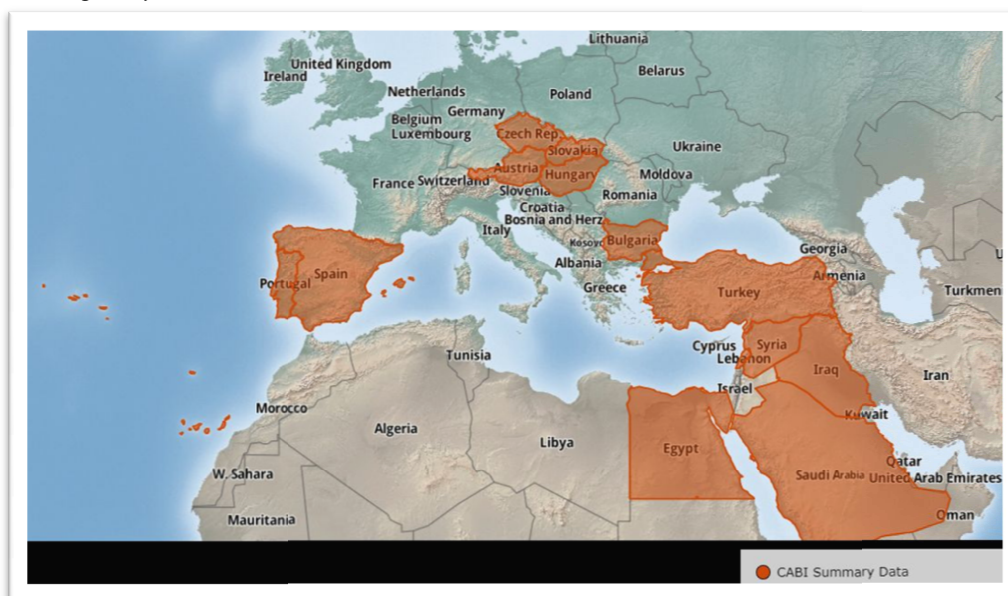 Lithuania
United Kingdom
Ireland
Belarus
Netherlands
Poland
Germany
Belgium
Luxembourg
Czech Rep
Ukraine
Slovakia
Austria
Hungary
Moldova
France
Switzerland
Slovenia
Romania
Croatia
Bosnia and Herz
Italy
Kosovo
Bulgaria
Georgia
Albania
Armenia
Portugal
Spain
Greece
Turkey
Turkmen
Cyprus
Syria
Tunisia
Lebanon
Iraq
Iran
Israel
Morocco
Kuwait
Algeria
Libya
Egypt
Qatar
W. Sahara
Saudi Arabia
United Arab Emirates
Mauritania
Oman
CABI Summary Data